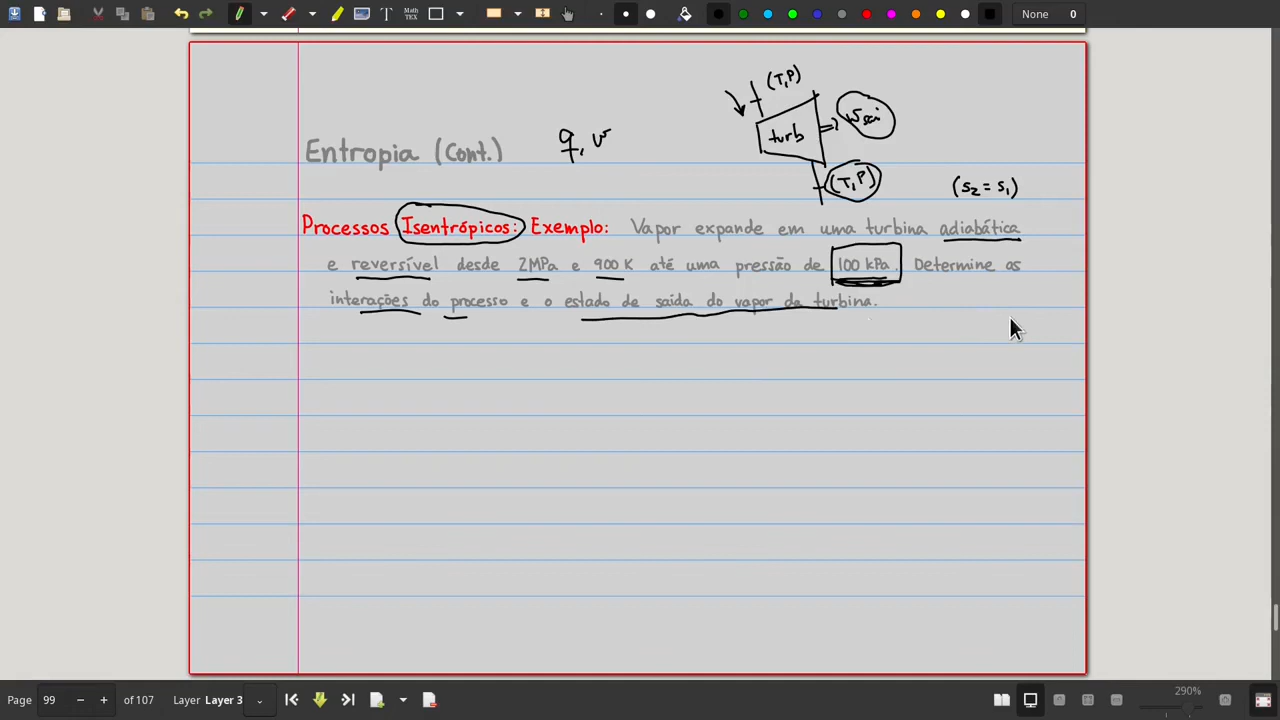 None 0
(T,P)
turb
Entropia (Cont.)
q, w
(T,P)
(s₂ = s₁)
Processos Isentrópicos: Exemplo: Vapor expande em uma turbina adiabática
e reversível desde 2MPa e 900 K até uma pressão de 100 kPa. Determine as
interações do processo e o estado de saída do vapor da turbina.
Page 99 of 107 Layer Layer 3 290%